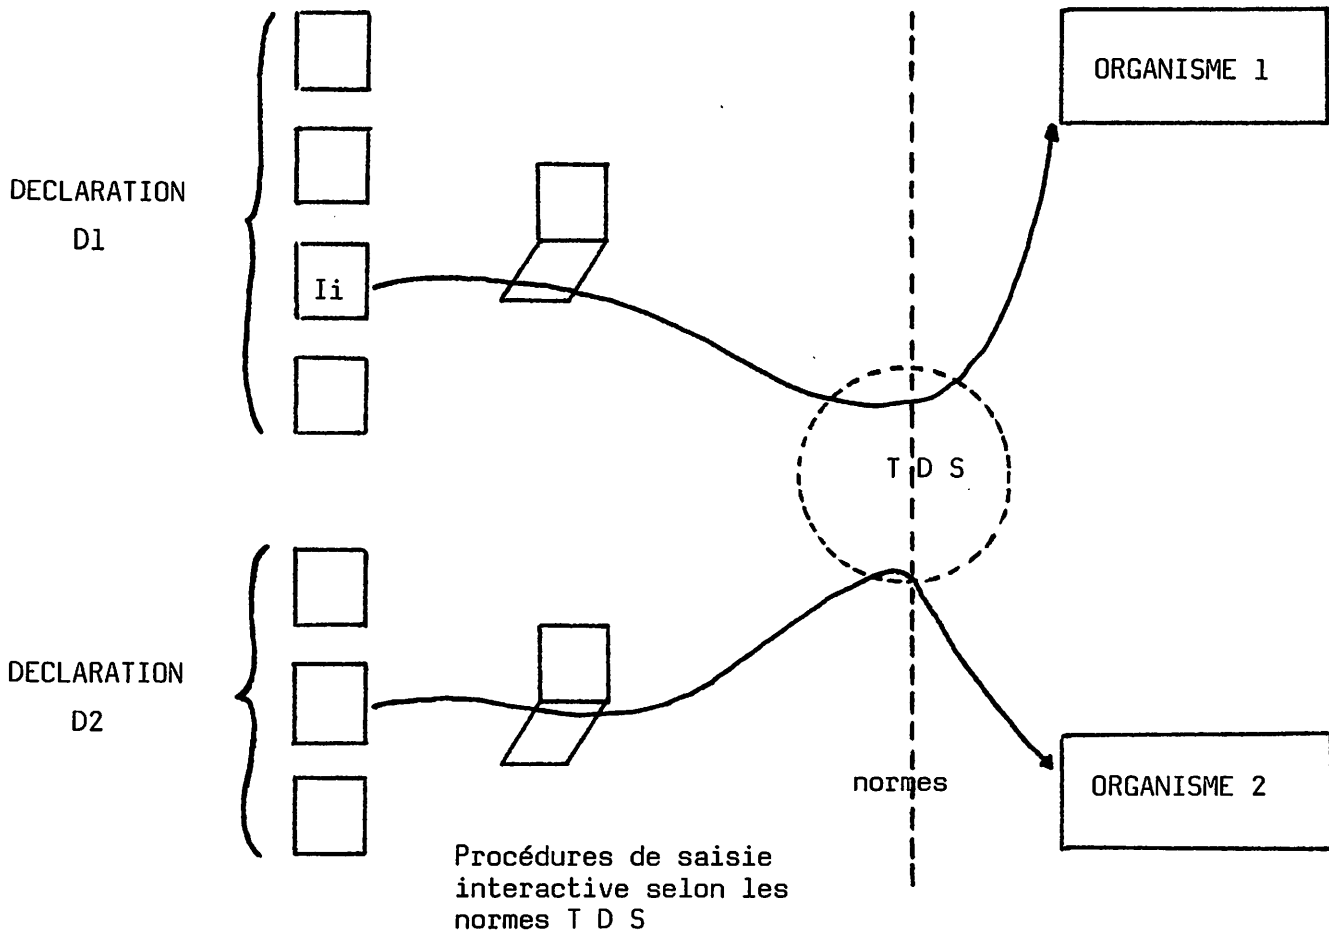 ORGANISME 1
DECLARATION
D1
Ii
T D S
DECLARATION
D2
normes
ORGANISME 2
Procédures de saisie
interactive selon les
normes T D S